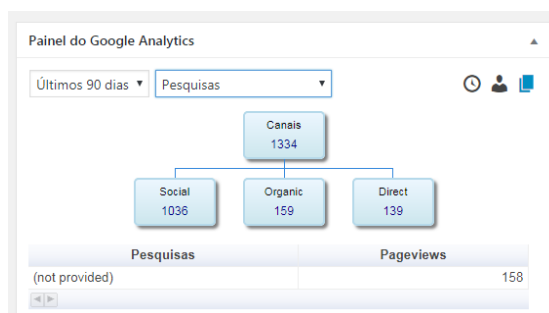 Painel do Google Analytics
Últimos 90 dias Pesquisas
Canais
1334
Social Organic Direct
1036 159 139
Pesquisas Pageviews
(not provided) 158